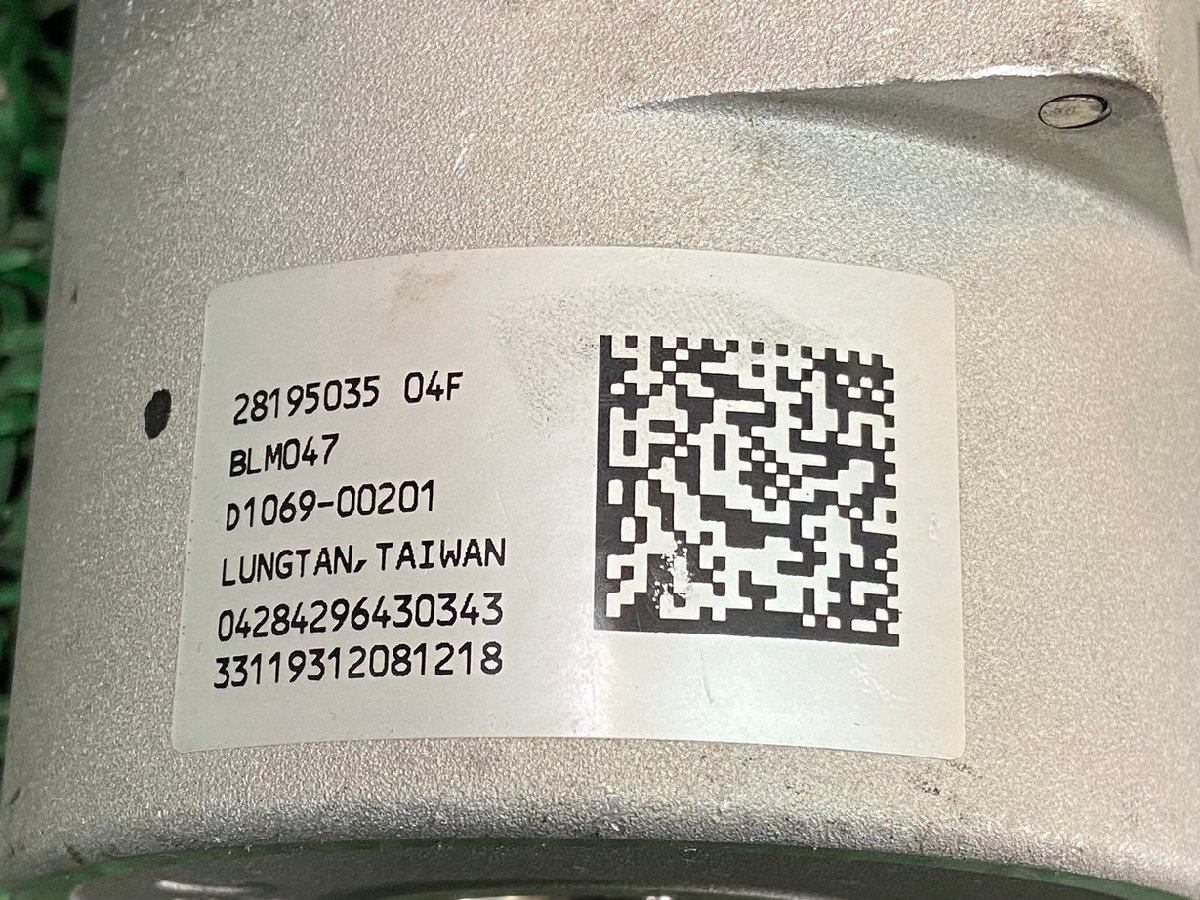 28195035 04F
BLM047
D1069-00201
LUNGTAN, TAIWAN
04284296430343
33119312081218